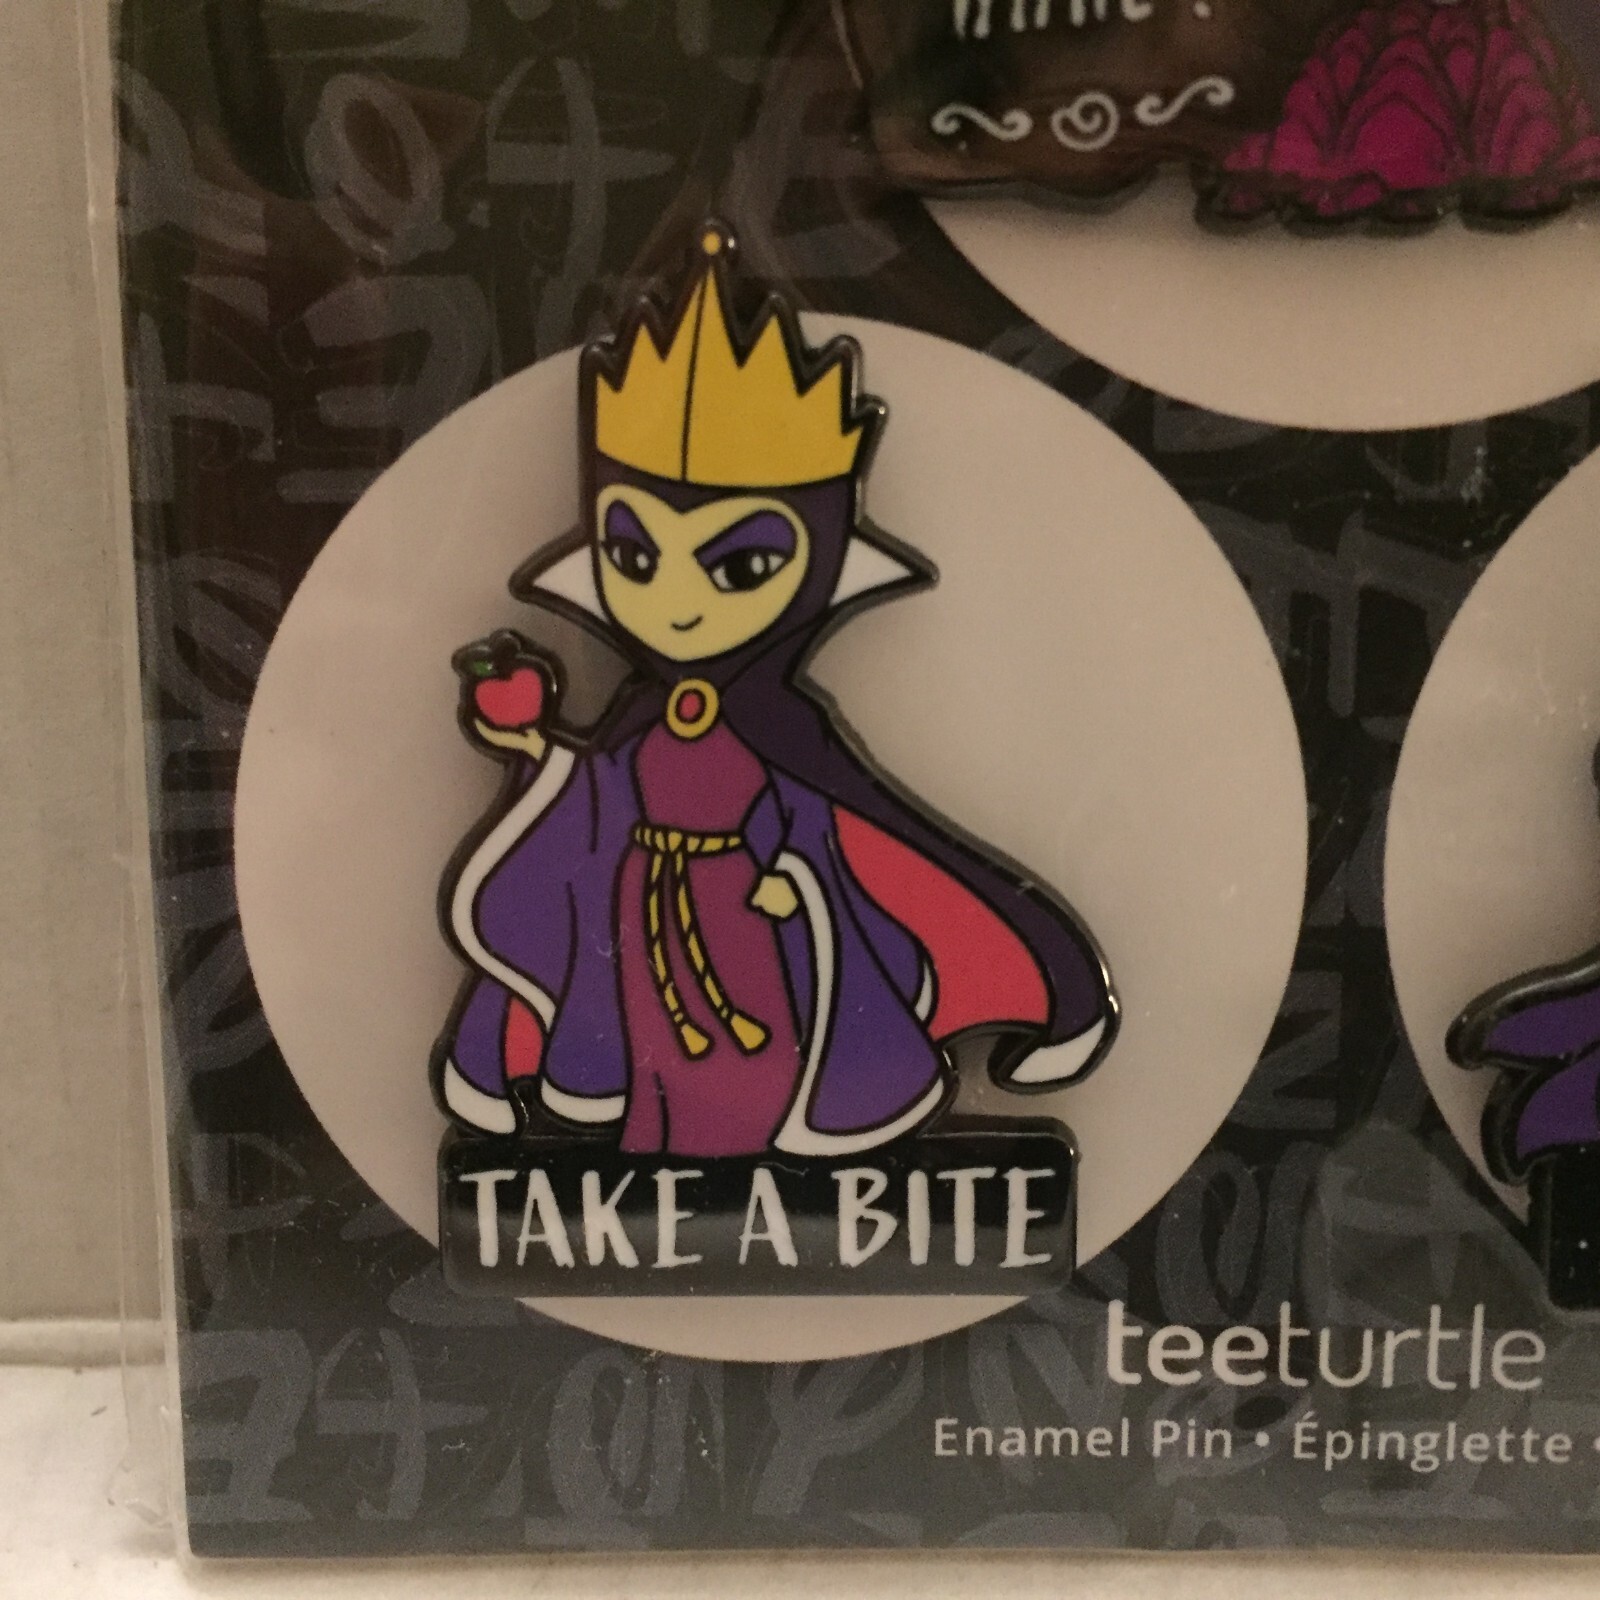 TAKE A BITE
teeturtle
Enamel Pin • Épinglette •